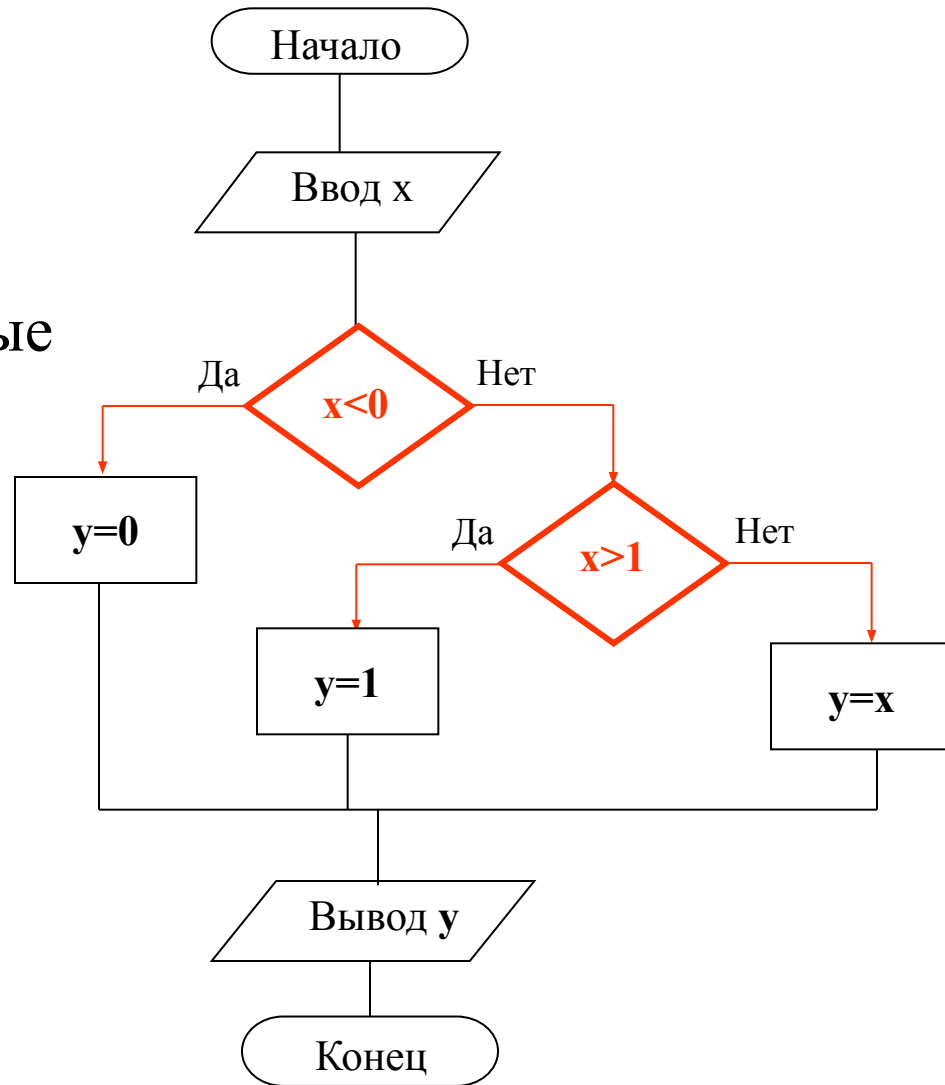 Начало
Ввод x
ые
Да
Нет
x<0
y=0
Да
Нет
x>1
y=1
y=x
Вывод y
Конец